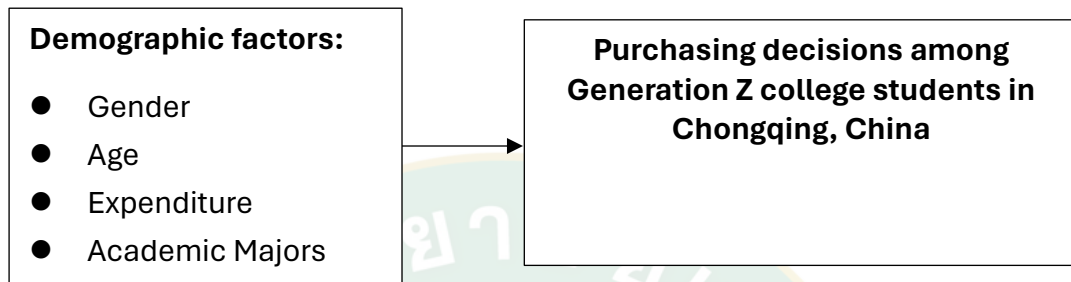 Demographic factors:
● Gender
● Age
● Expenditure
● Academic Majors
Purchasing decisions among
Generation Z college students in
Chongqing, China